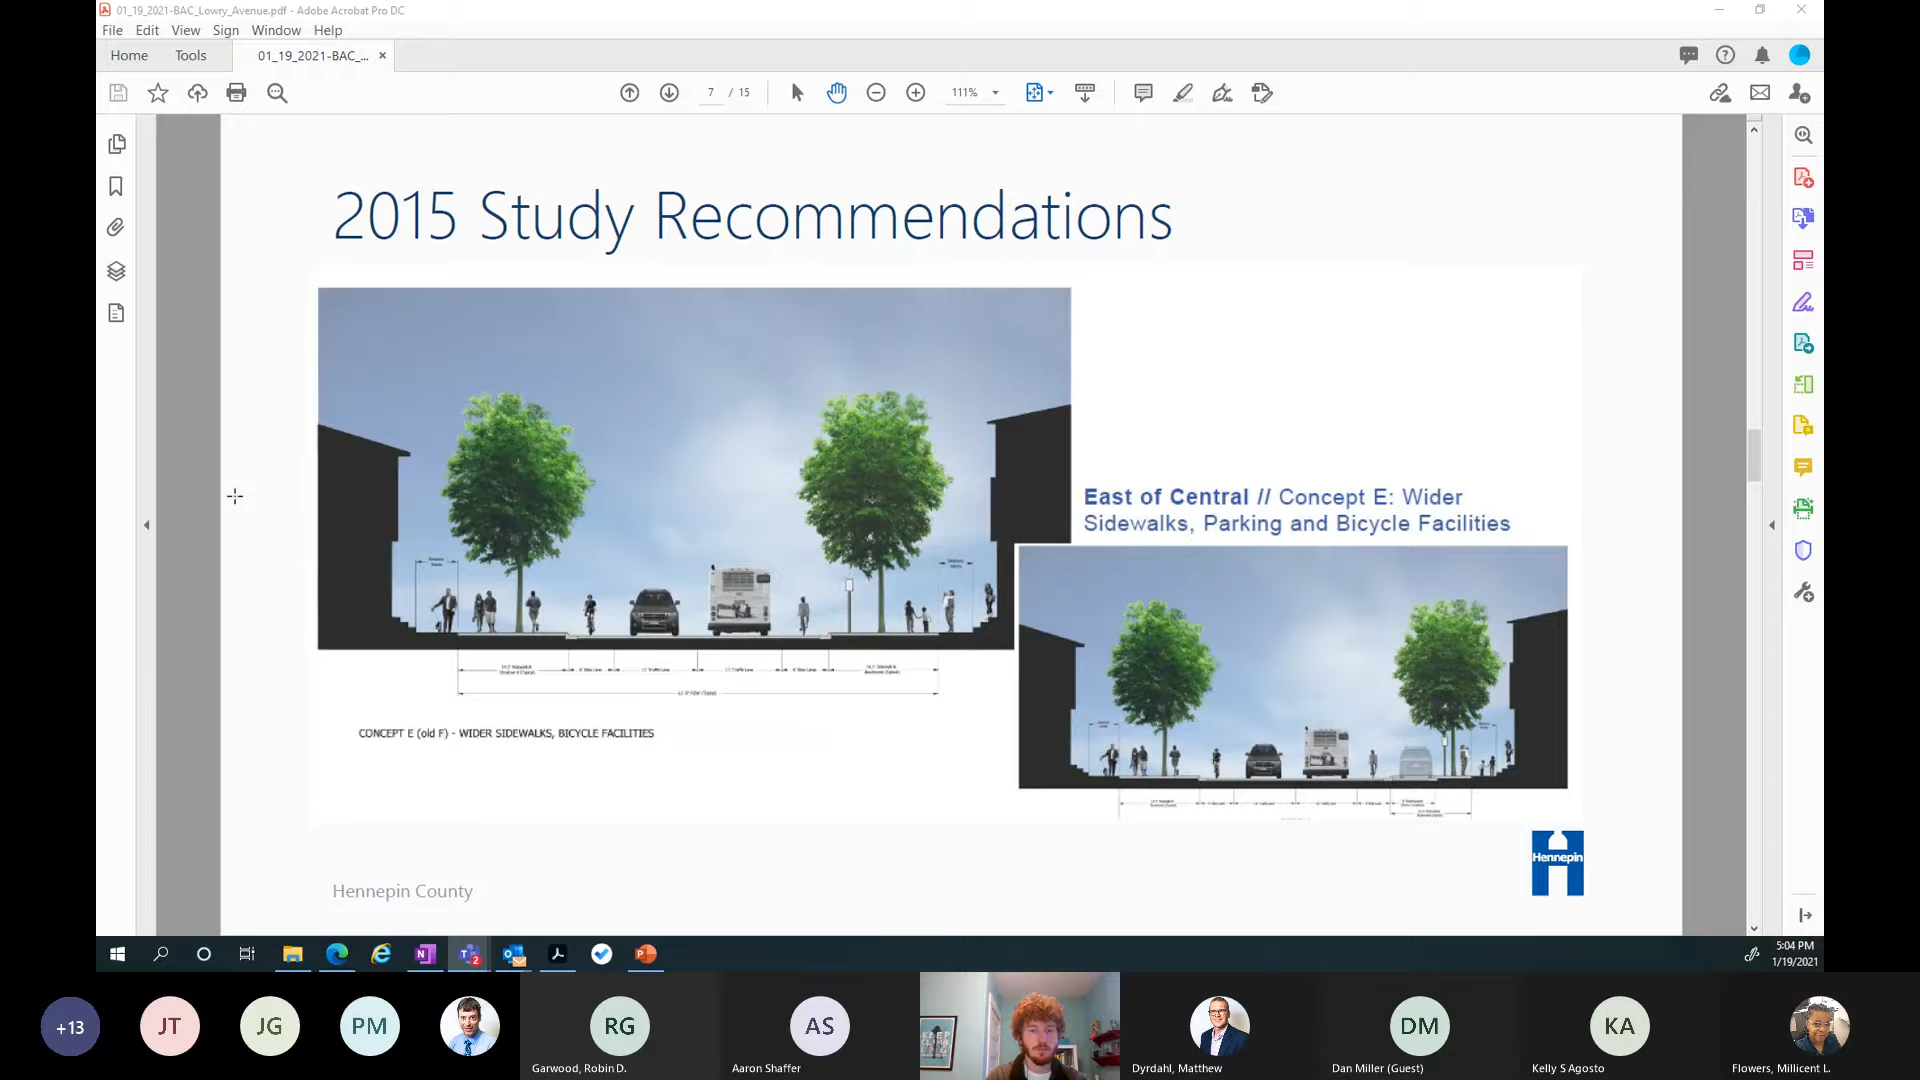 01_19_2021-BAC_Lowry_Avenue.pdf - Adobe Acrobat Pro DC
File Edit View Window Help
Home Tools 01_19_2021-BAC_...
7 / 15
111%
2015 Study Recommendations
East of Central // Concept E: Wider
Sidewalks, Parking and Bicycle Facilities
CONCEPT E (old F) - WIDER SIDEWALKS, BICYCLE FACILITIES
Hennepin
Hennepin County
5:04 PM
1/19/2021
+13
JT
JG
PM
RG
Garwood, Robin D.
AS
Aaron Shaffer
Dyrdahl, Matthew
DM
Dan Miller (Guest)
KA
Kelly S Agosto
Flowers, Millicent L.